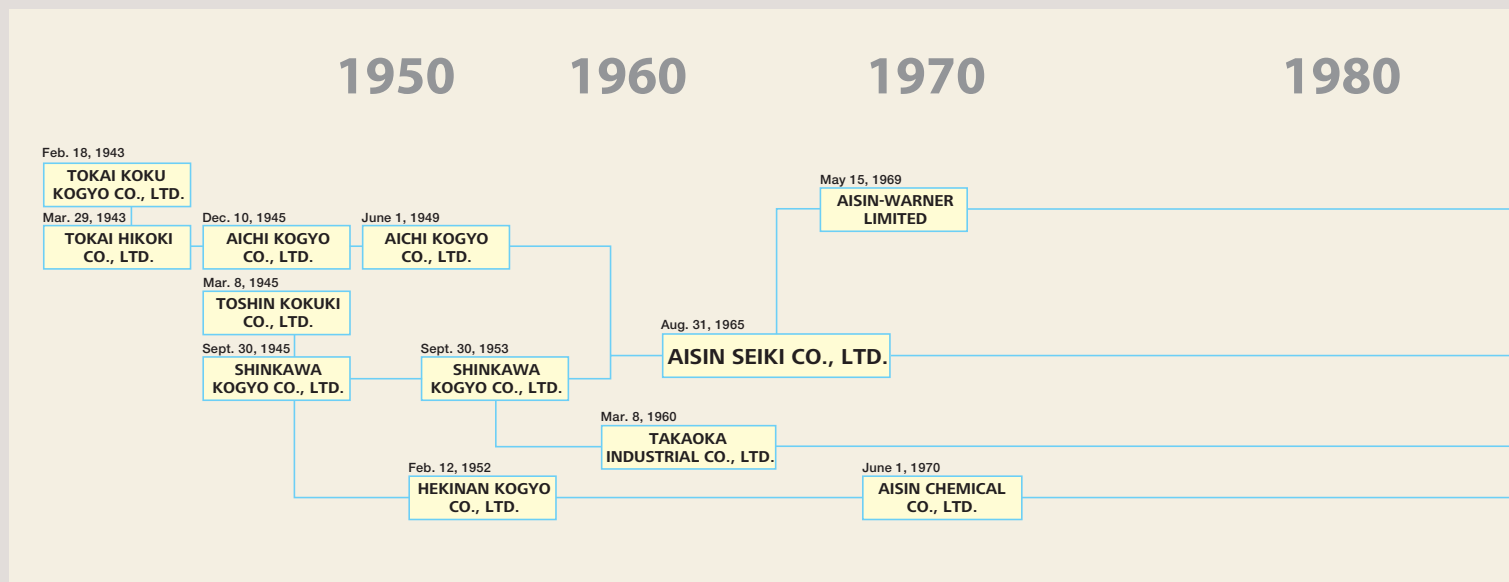 1950
1960
1970
1980
Feb. 18, 1943
TOKAI KOKU
KOGYO CO., LTD.
Mar. 29, 1943
TOKAI HIKOKI
CO., LTD.
Dec. 10, 1945
AICHI KOGYO
CO., LTD.
June 1, 1949
AICHI KOGYO
CO., LTD.
Mar. 8, 1945
TOSHIN KOKUKI
CO., LTD.
Sept. 30, 1945
SHINKAWA
KOGYO CO., LTD.
Sept. 30, 1953
SHINKAWA
KOGYO CO., LTD.
Aug. 31, 1965
AISIN SEIKI CO., LTD.
May 15, 1969
AISIN-WARNER
LIMITED
Mar. 8, 1960
TAKAOKA
INDUSTRIAL CO., LTD.
Feb. 12, 1952
HEKINAN KOGYO
CO., LTD.
June 1, 1970
AISIN CHEMICAL
CO., LTD.